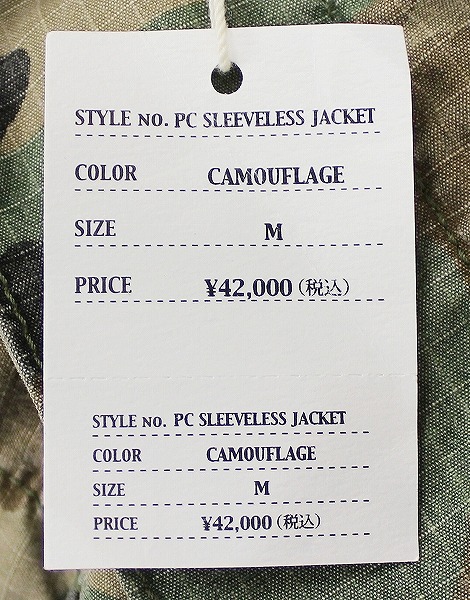 STYLE NO. PC SLEEVELESS JACKET
COLOR CAMOUFLAGE
SIZE M
PRICE ¥42,000 (税込)
STYLE NO. PC SLEEVELESS JACKET
COLOR CAMOUFLAGE
SIZE M
PRICE ¥42,000 (税込)